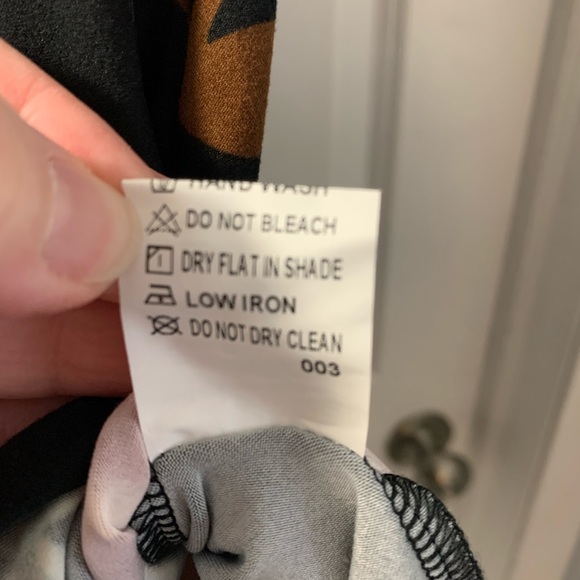 HAND WASH
DO NOT BLEACH
DRY FLAT IN SHADE
LOW IRON
DO NOT DRY CLEAN
003